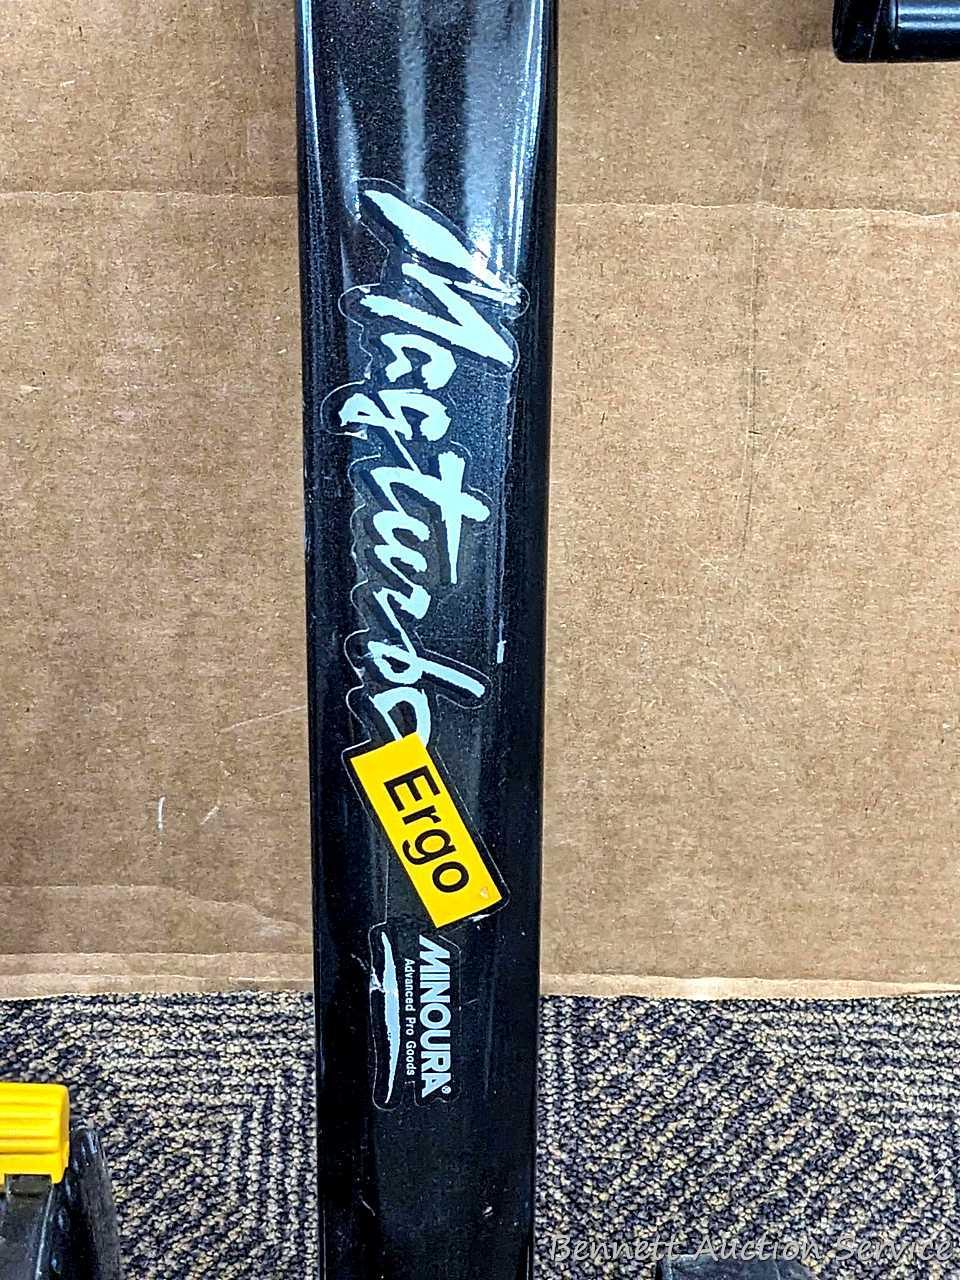 Magturbo
Ergo
MINOURA®
Advanced Pro Goods
Bennett Auction Service